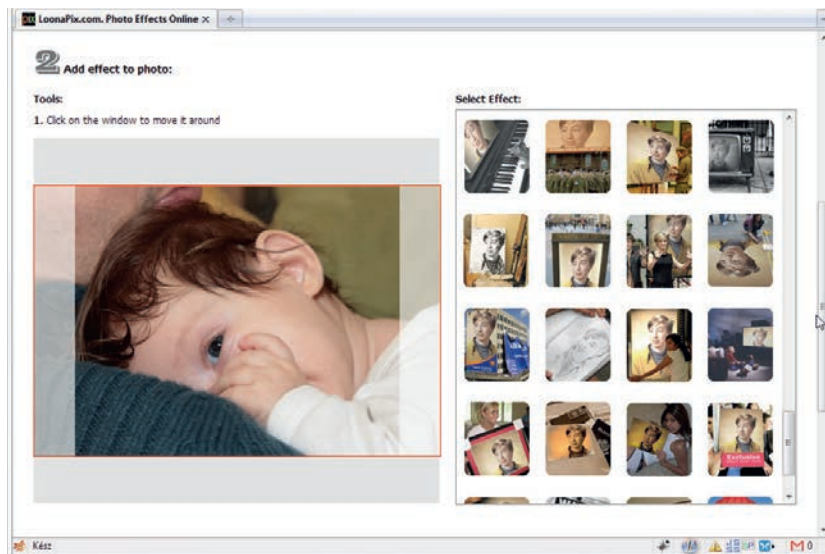 LoonaPix.com. Photo Effects Online
2 Add effect to photo:
Tools:
1. Click on the window to move it around
Select Effect:
Exclusive
Kész
0